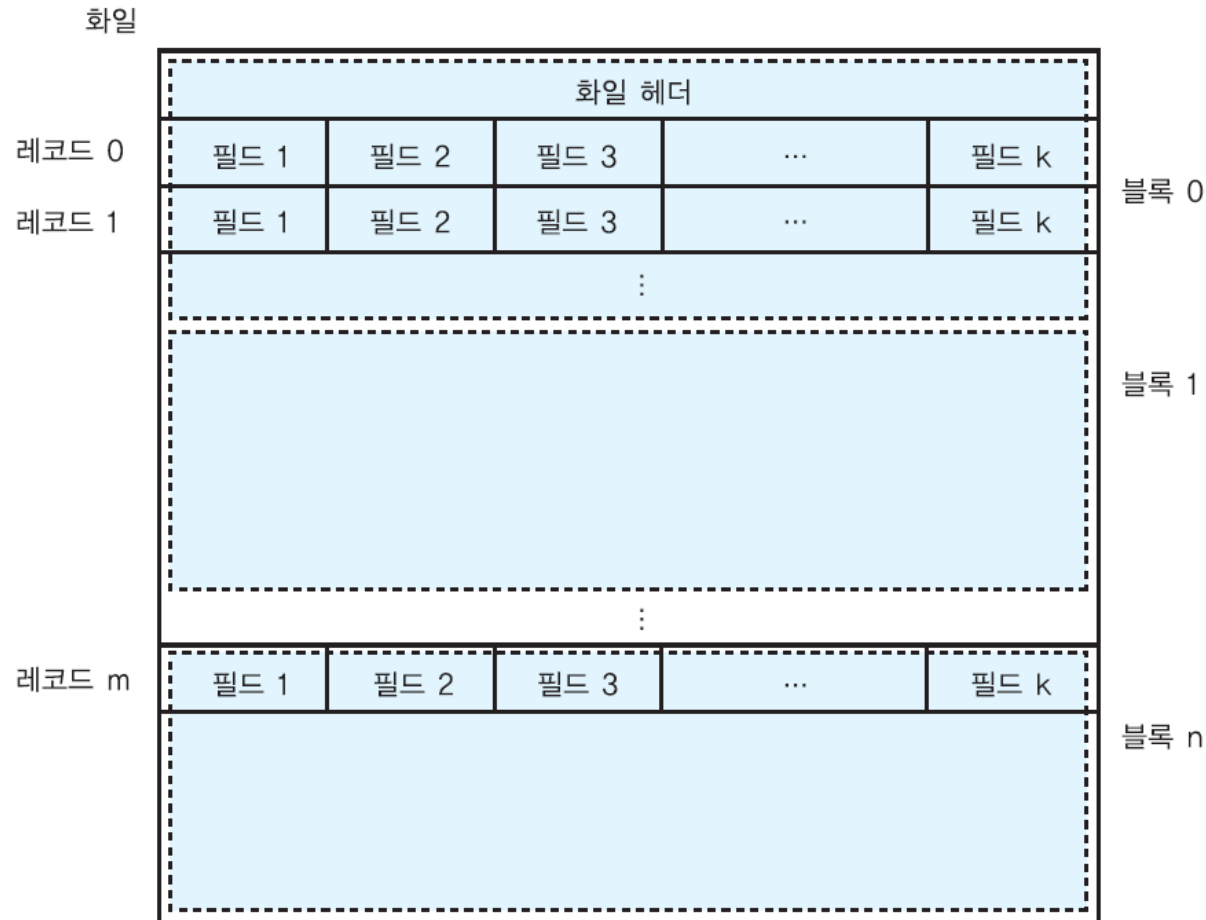 화일
화일 헤더
레코드 0 필드 1 필드 2 필드 3 … 필드 k
블록 0
레코드 1 필드 1 필드 2 필드 3 … 필드 k
⋮
블록 1
⋮
레코드 m 필드 1 필드 2 필드 3 … 필드 k
블록 n